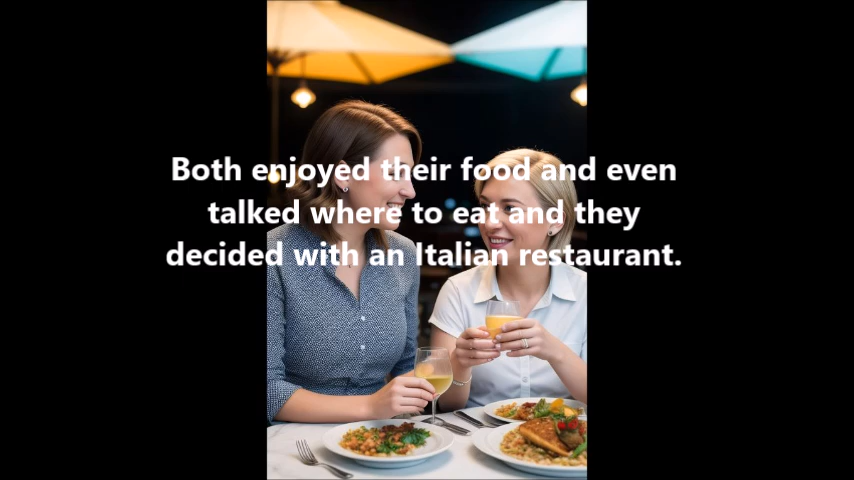 Both enjoyed their food and even
talked where to eat and they
decided with an Italian restaurant.